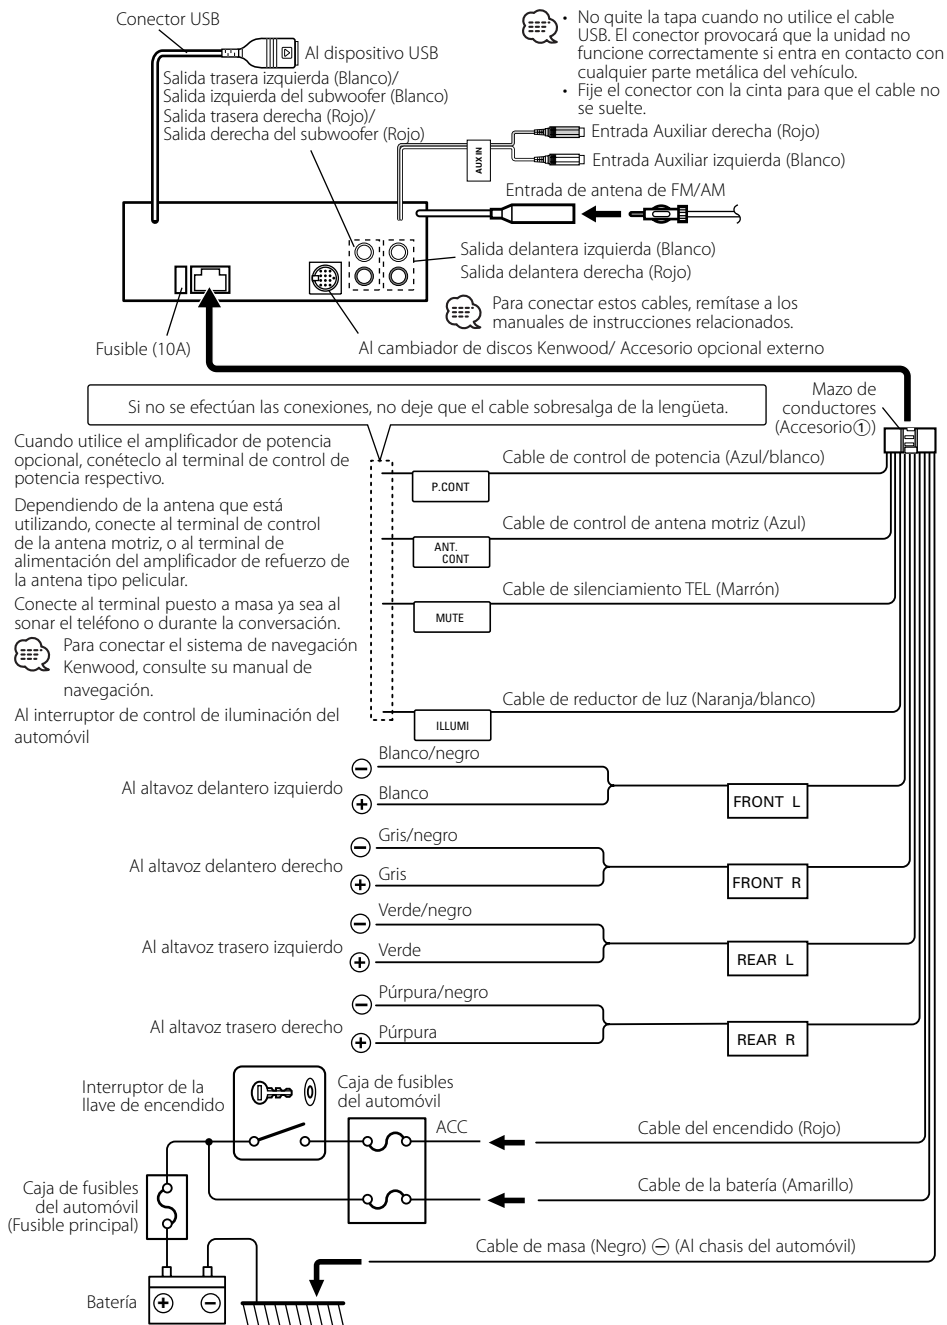 Conector USB
Al dispositivo USB
• No quite la tapa cuando no utilice el cable
USB. El conector provocará que la unidad no
funcione correctamente si entra en contacto con
cualquier parte metálica del vehículo.
• Fije el conector con la cinta para que el cable no
se suelte.
Salida trasera izquierda (Blanco)/
Salida izquierda del subwoofer (Blanco)
Salida trasera derecha (Rojo)/
Salida derecha del subwoofer (Rojo)
AUX IN
Entrada Auxiliar derecha (Rojo)
Entrada Auxiliar izquierda (Blanco)
Entrada de antena de FM/AM
Salida delantera izquierda (Blanco)
Salida delantera derecha (Rojo)
Para conectar estos cables, remítase a los
manuales de instrucciones relacionados.
Fusible (10A)
Al cambiador de discos Kenwood/ Accesorio opcional externo
Si no se efectúan las conexiones, no deje que el cable sobresalga de la lengüeta.
Mazo de
conductores
(Accesorio①)
Cuando utilice el amplificador de potencia
opcional, conéteclo al terminal de control de
potencia respectivo.
Cable de control de potencia (Azul/blanco)
P.CONT
Dependiendo de la antena que está
utilizando, conecte al terminal de control
de la antena motriz, o al terminal de
alimentación del amplificador de refuerzo de
la antena tipo pelicular.
Cable de control de antena motriz (Azul)
ANT.
CONT
Conecte al terminal puesto a masa ya sea al
sonar el teléfono o durante la conversación.
Cable de silenciamiento TEL (Marrón)
MUTE
Para conectar el sistema de navegación
Kenwood, consulte su manual de
navegación.
Al interruptor de control de iluminación del
automóvil
Cable de reductor de luz (Naranja/blanco)
ILLUMI
Al altavoz delantero izquierdo
⊖ Blanco/negro
⊕ Blanco
FRONT L
Al altavoz delantero derecho
⊖ Gris/negro
⊕ Gris
FRONT R
Al altavoz trasero izquierdo
⊖ Verde/negro
⊕ Verde
REAR L
Al altavoz trasero derecho
⊖ Púrpura/negro
⊕ Púrpura
REAR R
Interruptor de la
llave de encendido
Caja de fusibles
del automóvil
ACC
Cable del encendido (Rojo)
Caja de fusibles
del automóvil
(Fusible principal)
Cable de la batería (Amarillo)
Cable de masa (Negro) ⊖ (Al chasis del automóvil)
Batería
⊕ ⊖